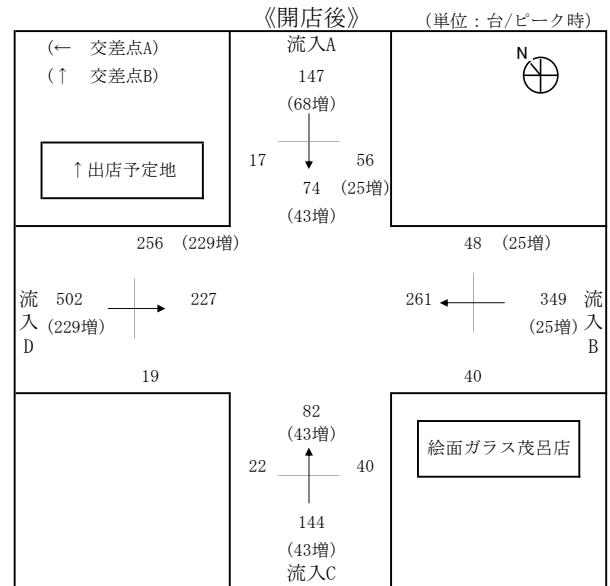 《開店後》
(単位：台/ピーク時)
(← 交差点A)
(↑ 交差点B)
流入A
147
(68増)
N
↑出店予定地
17
56
74
(25増)
(43増)
256 (229増)
48 (25増)
流入D
502
(229増)
227
261
349
(25増)
流入B
19
40
82
(43増)
22
40
絵面ガラス茂呂店
144
(43増)
流入C